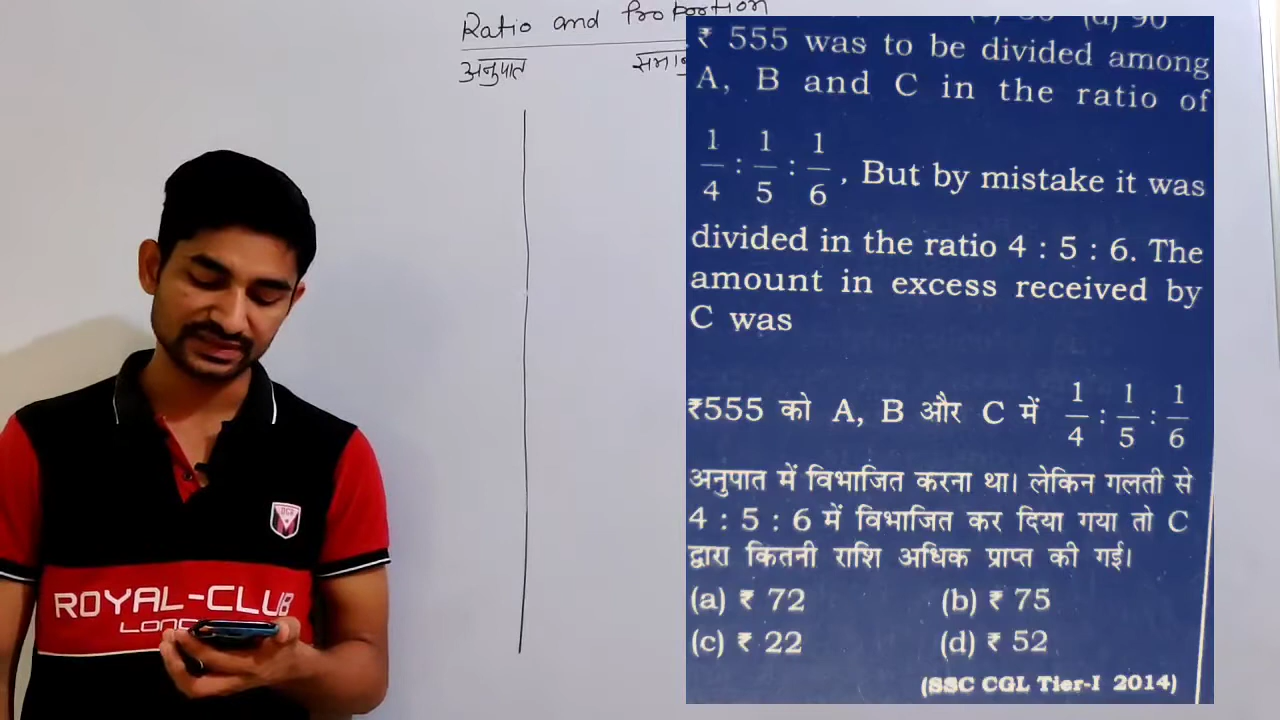 Ratio and Proportion
अनुपात
(d) 90
₹ 555 was to be divided among
A, B and C in the ratio of
1/4 : 1/5 : 1/6 , But by mistake it was
divided in the ratio 4 : 5 : 6. The
amount in excess received by
C was
₹555 को A, B और C में 1/4 : 1/5 : 1/6
अनुपात में विभाजित करना था। लेकिन गलती से
4 : 5 : 6 में विभाजित कर दिया गया तो C
द्वारा कितनी राशि अधिक प्राप्त की गई।
(a) ₹ 72 (b) ₹ 75
(c) ₹ 22 (d) ₹ 52
(SSC CGL Tier-I 2014)
ROYAL-CLUB